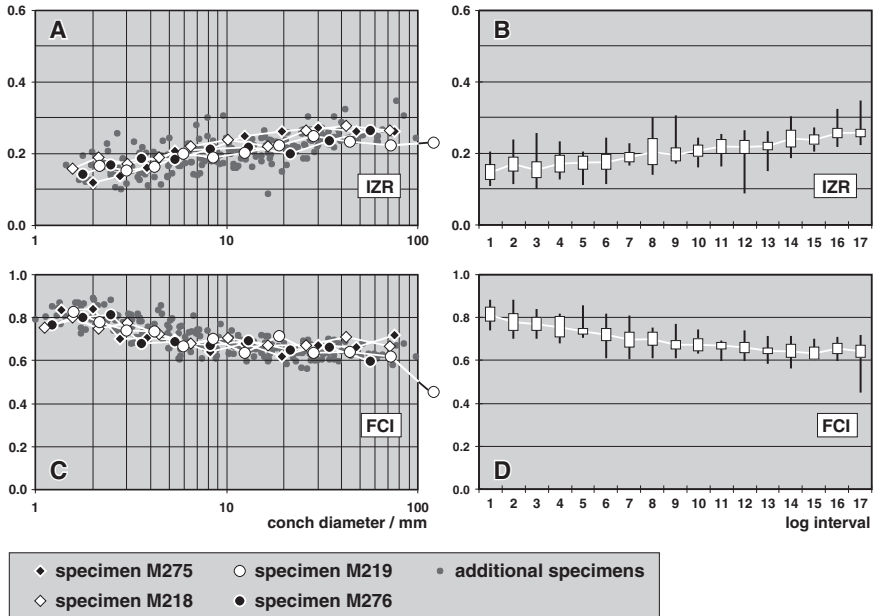 A
B
0.6
0.4
0.2
0.0
IZR
1
10
100
0.6
0.4
0.2
0.0
IZR
1 2 3 4 5 6 7 8 9 10 11 12 13 14 15 16 17
1.0
0.8
0.6
0.4
0.2
0.0
FCI
C
1
10
100
conch diameter / mm
1.0
0.8
0.6
0.4
0.2
0.0
FCI
D
1 2 3 4 5 6 7 8 9 10 11 12 13 14 15 16 17
log interval
specimen M275
specimen M219
additional specimens
specimen M218
specimen M276